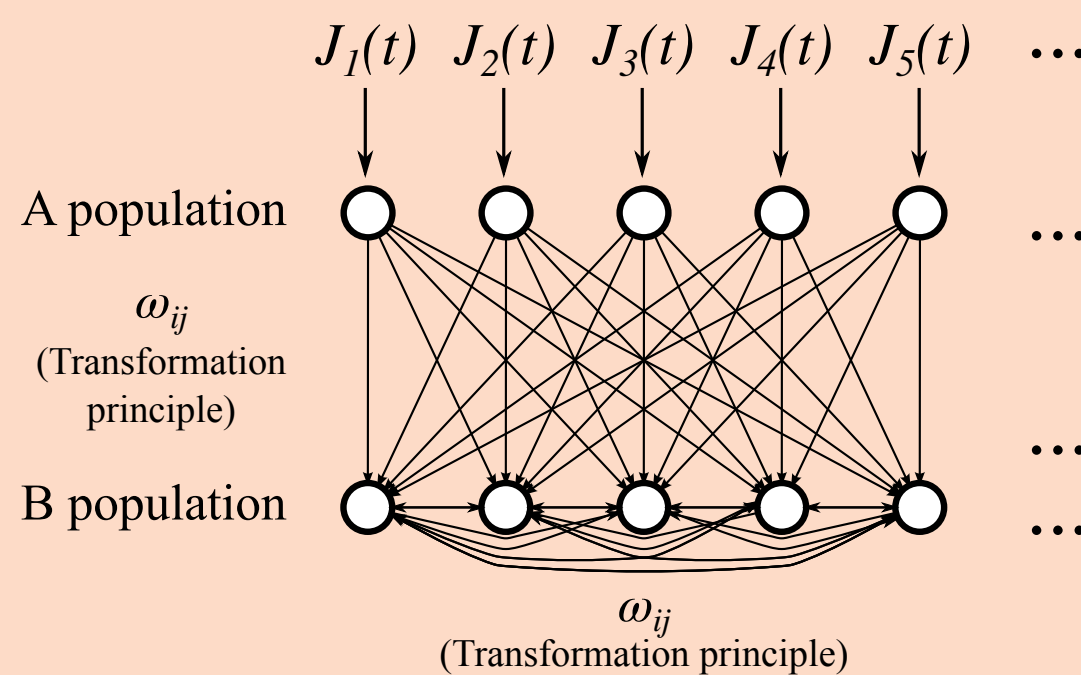 J1(t) J2(t) J3(t) J4(t) J5(t) ...
A population ...
ωij
(Transformation
principle)
...
B population ...
ωij
(Transformation principle)